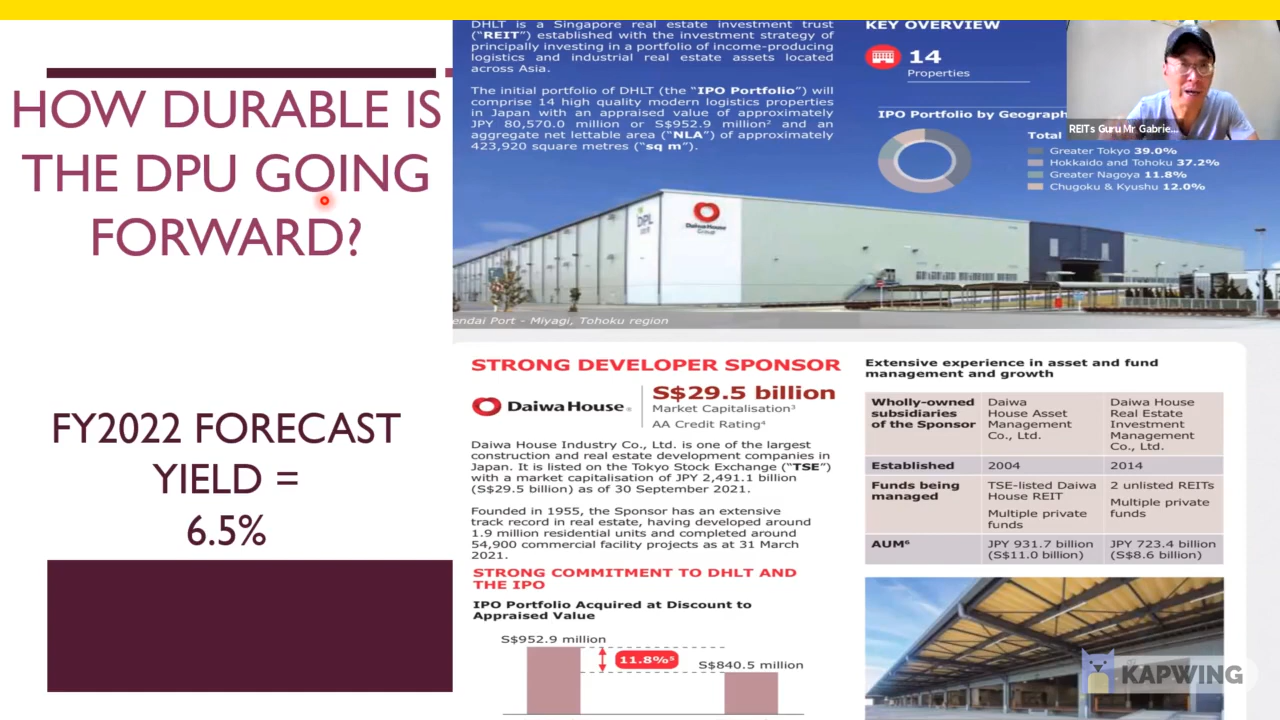 HOW DURABLE IS
THE DPU GOING
FORWARD?
FY2022 FORECAST
YIELD =
6.5%
DHLT is a Singapore real estate investment trust
("REIT") established with the investment strategy of
principally investing in a portfolio of income-producing
logistics and industrial real estate assets located
across Asia.
The initial portfolio of DHLT (the "IPO Portfolio") will
comprise 14 high quality modern logistics properties
in Japan with an appraised value of approximately
JPY 80,570.0 million or S$952.9 million² and an
aggregate net lettable area ("NLA") of approximately
423,920 square metres ("sq m").
KEY OVERVIEW
14
Properties
IPO Portfolio by Geograph
Total
Greater Tokyo 39.0%
Hokkaido and Tohoku 37.2%
Greater Nagoya 11.8%
Chugoku & Kyushu 12.0%
REITs Guru Mr Gabrie...
DPL
Daiwa House
Group
endai Port - Miyagi, Tohoku region
STRONG DEVELOPER SPONSOR
Daiwa House®
S$29.5 billion
Market Capitalisation³
AA Credit Rating⁴
Daiwa House Industry Co., Ltd. is one of the largest
construction and real estate development companies in
Japan. It is listed on the Tokyo Stock Exchange ("TSE")
with a market capitalisation of JPY 2,491.1 billion
(S$29.5 billion) as of 30 September 2021.
Founded in 1955, the Sponsor has an extensive
track record in real estate, having developed around
1.9 million residential units and completed around
54,900 commercial facility projects as at 31 March
2021.
STRONG COMMITMENT TO DHLT AND
THE IPO
IPO Portfolio Acquired at Discount to
Appraised Value
S$952.9 million
11.8%⁵
S$840.5 million
Extensive experience in asset and fund
management and growth
Wholly-owned
subsidiaries
of the Sponsor
Daiwa
House Asset
Management
Co., Ltd.
Daiwa House
Real Estate
Investment
Management
Co., Ltd.
Established
2004
2014
Funds being
managed
TSE-listed Daiwa
House REIT
Multiple private
funds
2 unlisted REITs
Multiple private
funds
AUM⁶
JPY 931.7 billion
(S$11.0 billion)
JPY 723.4 billion
(S$8.6 billion)
KAPWING